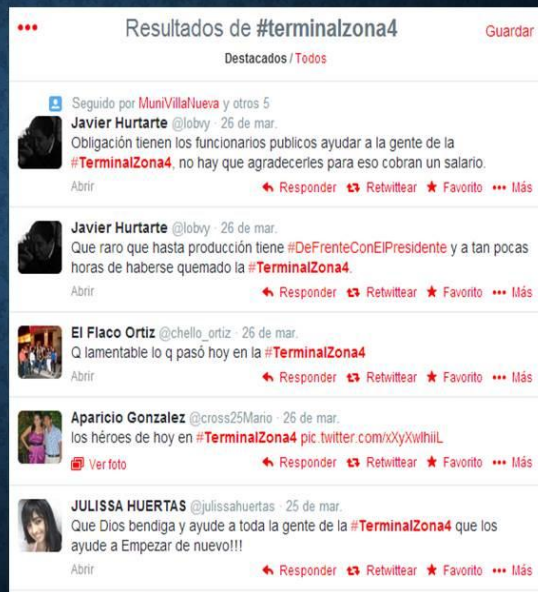 ••• Resultados de #terminalzona4 Guardar
Destacados / Todos
Seguido por MuniVillaNueva y otros 5
Javier Hurtarte @lobvy · 26 de mar.
Obligación tienen los funcionarios publicos ayudar a la gente de la
#TerminalZona4, no hay que agradecerles para eso cobran un salario.
Abrir Responder Retwittear Favorito ••• Más
Javier Hurtarte @lobvy · 26 de mar.
Que raro que hasta producción tiene #DeFrenteConElPresidente y a tan pocas
horas de haberse quemado la #TerminalZona4.
Abrir Responder Retwittear Favorito ••• Más
El Flaco Ortiz @chello_ortiz · 26 de mar.
Q lamentable lo q pasó hoy en la #TerminalZona4
Abrir Responder Retwittear Favorito ••• Más
Aparicio Gonzalez @cross25Mario · 26 de mar.
los héroes de hoy en #TerminalZona4
Ver foto Responder Retwittear Favorito ••• Más
JULISSA HUERTAS @julissahuertas · 25 de mar.
Que Dios bendiga y ayude a toda la gente de la #TerminalZona4 que los
ayude a Empezar de nuevo!!!
Abrir Responder Retwittear Favorito ••• Más